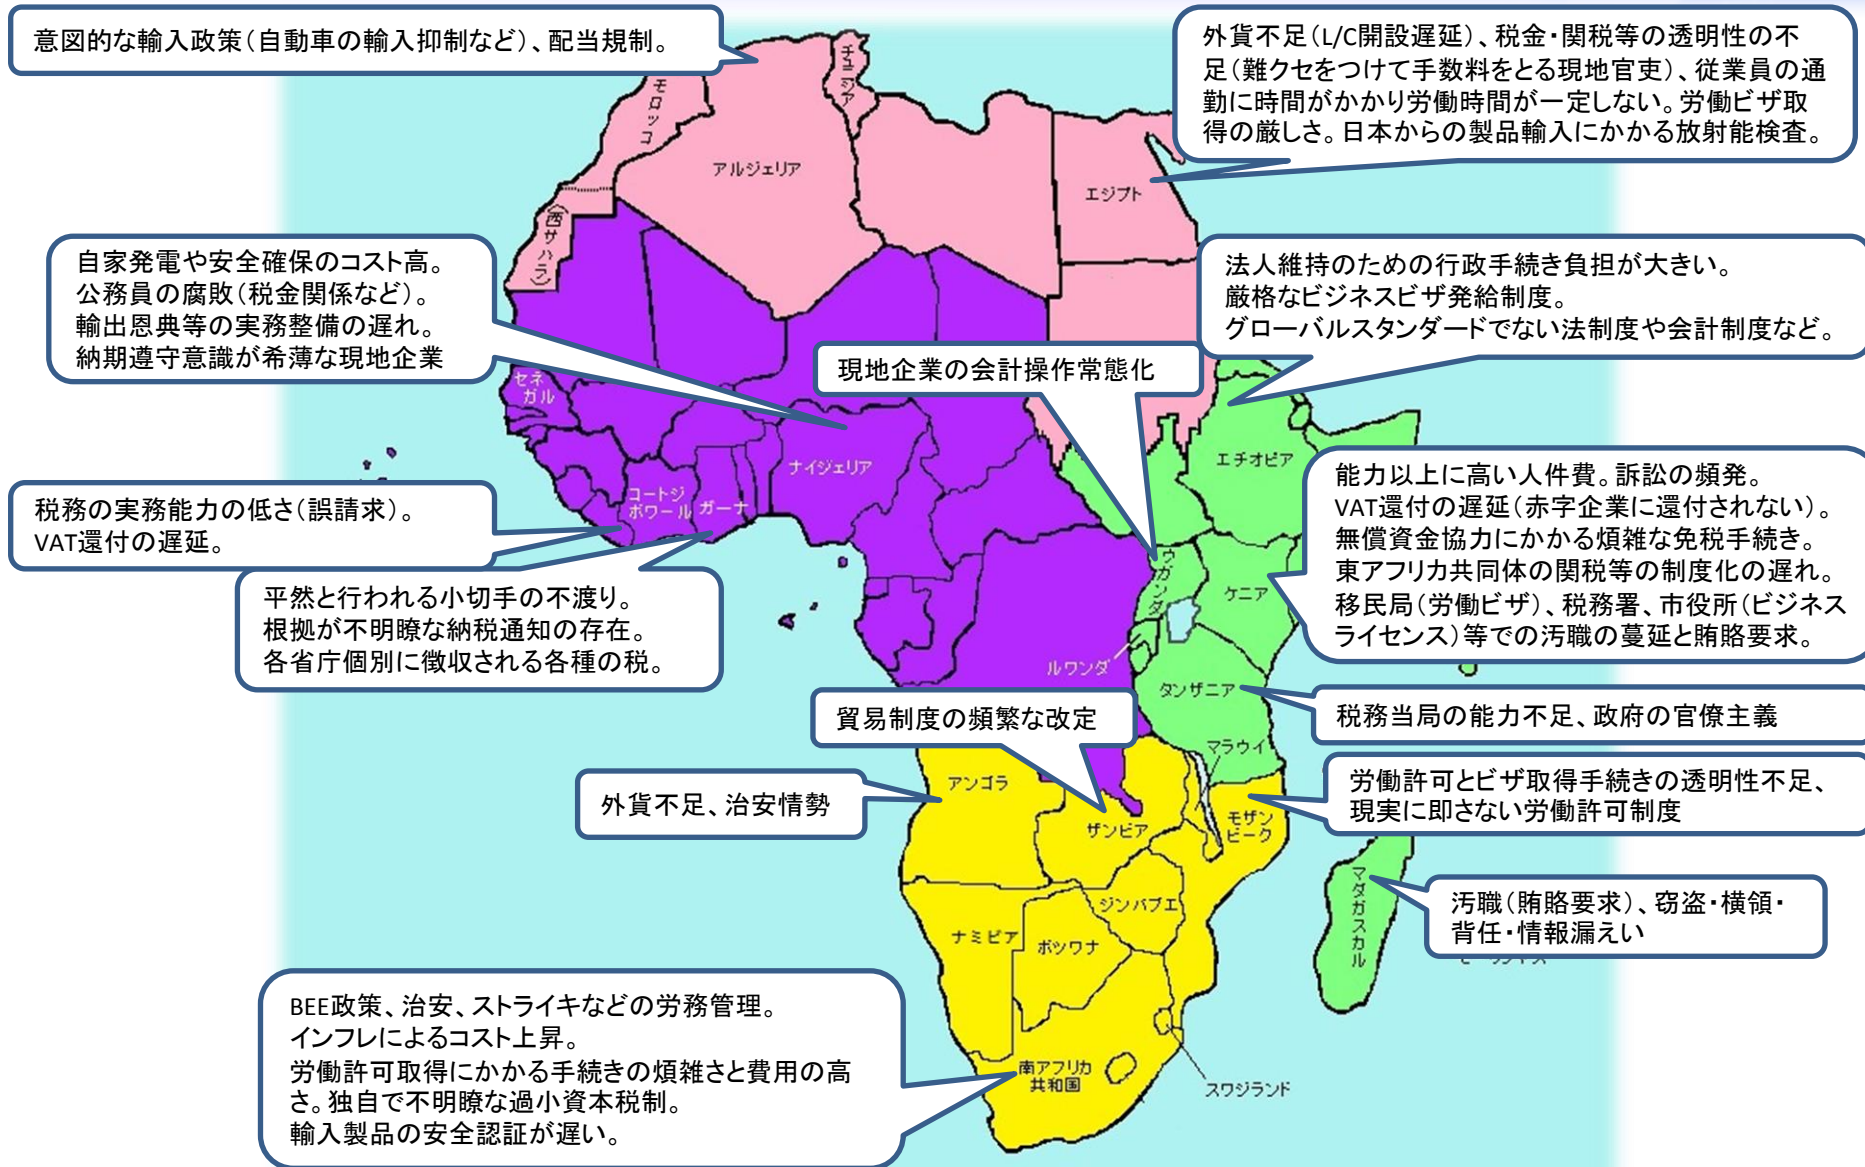 意図的な輸入政策（自動車の輸入抑制など）、配当規制。
外貨不足（L/C開設遅延）、税金・関税等の透明性の不
足（難クセをつけて手数料をとる現地官吏）、従業員の通
勤に時間がかかり労働時間が一定しない。労働ビザ取
得の厳しさ。日本からの製品輸入にかかる放射能検査。
チュニジア
モロッコ
アルジェリア
エジプト
（西サハラ）
自家発電や安全確保のコスト高。
公務員の腐敗（税金関係など）。
輸出恩典等の実務整備の遅れ。
納期遵守意識が希薄な現地企業
法人維持のための行政手続き負担が大きい。
厳格なビジネスビザ発給制度。
グローバルスタンダードでない法制度や会計制度など。
現地企業の会計操作常態化
セネ
ガル
ナイジェリア
エチオピア
コートジ
ボワール
ガーナ
税務の実務能力の低さ（誤請求）。
VAT還付の遅延。
能力以上に高い人件費。訴訟の頻発。
VAT還付の遅延（赤字企業に還付されない）。
無償資金協力にかかる煩雑な免税手続き。
東アフリカ共同体の関税等の制度化の遅れ。
移民局（労働ビザ）、税務署、市役所（ビジネス
ライセンス）等での汚職の蔓延と賄賂要求。
平然と行われる小切手の不渡り。
根拠が不明瞭な納税通知の存在。
各省庁個別に徴収される各種の税。
ウガンダ
ケニア
ルワンダ
タンザニア
貿易制度の頻繁な改定
税務当局の能力不足、政府の官僚主義
マラウイ
アンゴラ
外貨不足、治安情勢
労働許可とビザ取得手続きの透明性不足、
現実に即さない労働許可制度
ザンビア
モザン
ビーク
マダガスカル
ジンバブエ
ナミビア
ボツワナ
汚職（賄賂要求）、窃盗・横領・
背任・情報漏えい
BEE政策、治安、ストライキなどの労務管理。
インフレによるコスト上昇。
労働許可取得にかかる手続きの煩雑さと費用の高
さ。独自で不明瞭な過小資本税制。
輸入製品の安全認証が遅い。
南アフリカ
共和国
スワジランド